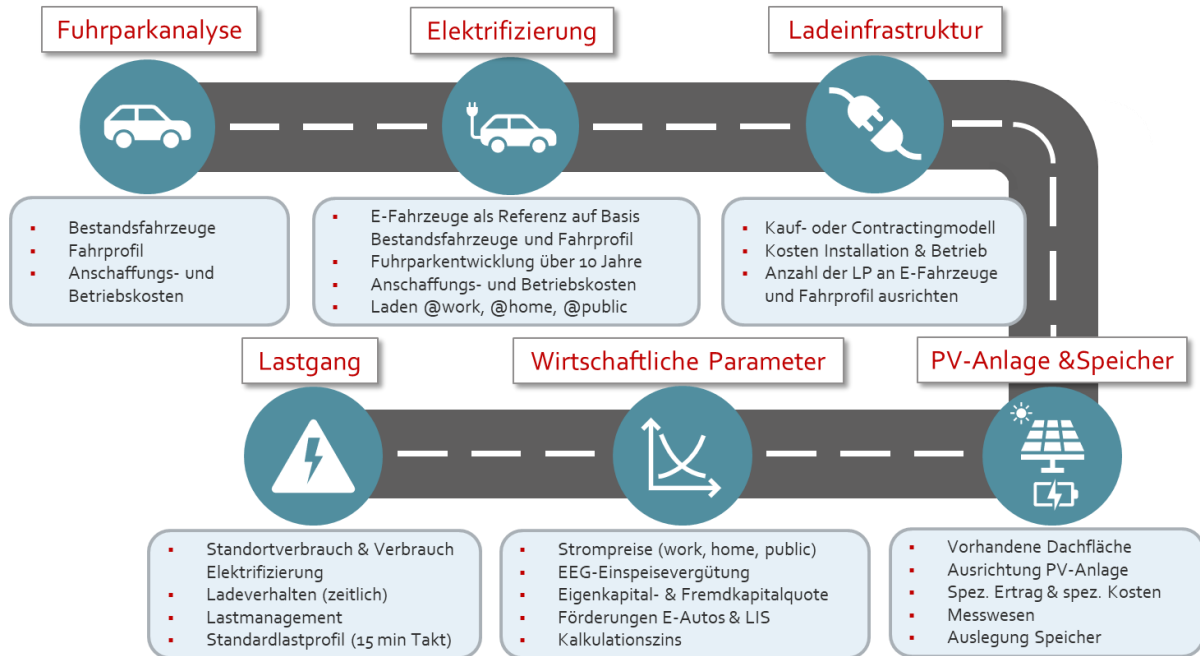 Fuhrparkanalyse
Elektrifizierung
Ladeinfrastruktur
▪ Bestandsfahrzeuge
▪ Fahrprofil
▪ Anschaffungs- und
Betriebskosten
▪ E-Fahrzeuge als Referenz auf Basis
Bestandsfahrzeuge und Fahrprofil
▪ Fuhrparkentwicklung über 10 Jahre
▪ Anschaffungs- und Betriebskosten
▪ Laden @work, @home, @public
▪ Kauf- oder Contractingmodell
▪ Kosten Installation & Betrieb
▪ Anzahl der LP an E-Fahrzeuge
und Fahrprofil ausrichten
Lastgang
Wirtschaftliche Parameter
PV-Anlage &Speicher
▪ Standortverbrauch & Verbrauch
Elektrifizierung
▪ Ladeverhalten (zeitlich)
▪ Lastmanagement
▪ Standardlastprofil (15 min Takt)
▪ Strompreise (work, home, public)
▪ EEG-Einspeisevergütung
▪ Eigenkapital- & Fremdkapitalquote
▪ Förderungen E-Autos & LIS
▪ Kalkulationszins
▪ Vorhandene Dachfläche
▪ Ausrichtung PV-Anlage
▪ Spez. Ertrag & spez. Kosten
▪ Messwesen
▪ Auslegung Speicher